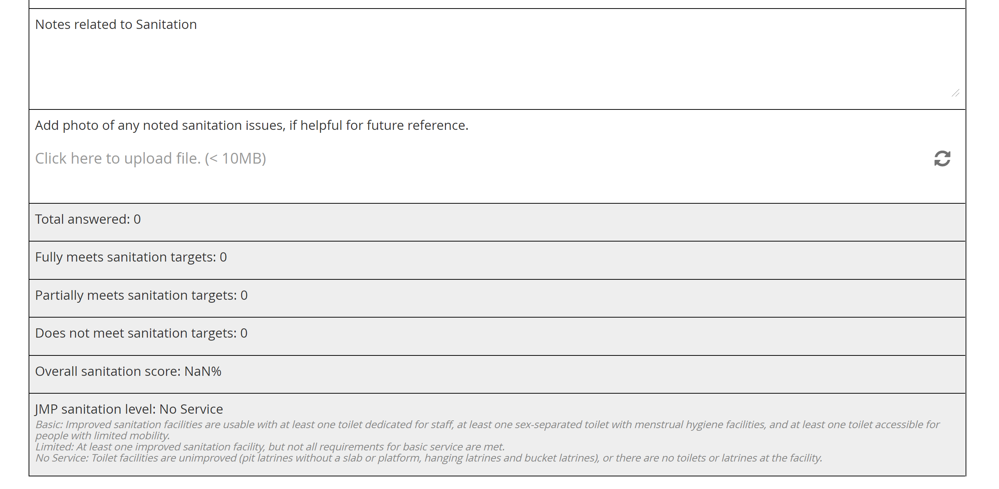 Notes related to Sanitation
Add photo of any noted sanitation issues, if helpful for future reference.
Click here to upload file. (< 10MB)
Total answered: 0
Fully meets sanitation targets: 0
Partially meets sanitation targets: 0
Does not meet sanitation targets: 0
Overall sanitation score: NaN%
JMP sanitation level: No Service
Basic: Improved sanitation facilities are usable with at least one toilet dedicated for staff, at least one sex-separated toilet with menstrual hygiene facilities, and at least one toilet accessible for
people with limited mobility.
Limited: At least one improved sanitation facility, but not all requirements for basic service are met.
No Service: Toilet facilities are unimproved (pit latrines without a slab or platform, hanging latrines and bucket latrines), or there are no toilets or latrines at the facility.